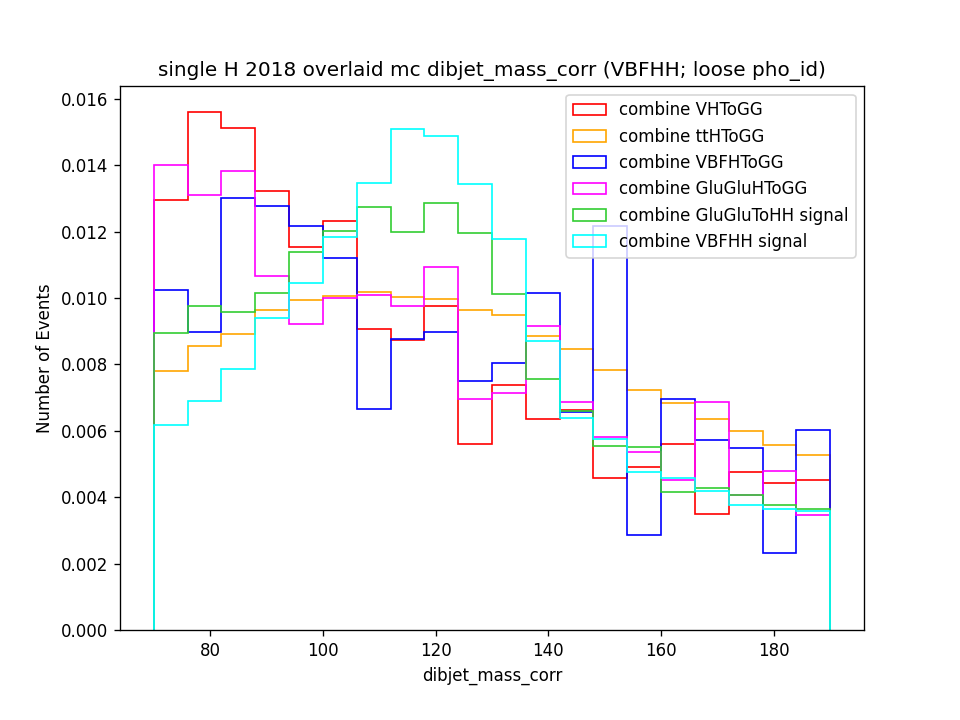 single H 2018 overlaid mc dibjet_mass_corr (VBFHH; loose pho_id)
combine VHToGG
combine ttHToGG
combine VBFHToGG
combine GluGluHToGG
combine GluGluToHH signal
combine VBFHH signal
Number of Events
0.016
0.014
0.012
0.010
0.008
0.006
0.004
0.002
0.000
80 100 120 140 160 180
dibjet_mass_corr